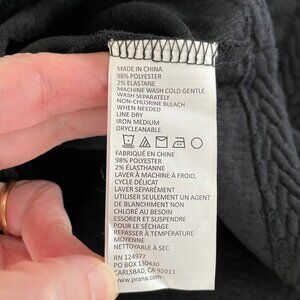 MADE IN CHINA
98% POLYESTER
2% ELASTANE
MACHINE WASH COLD GENTLE
WASH SEPARATELY
NON-CHLORINE BLEACH
WHEN NEEDED
LINE DRY
IRON MEDIUM
DRYCLEANABLE
FABRIQUÉ EN CHINE
98% POLYESTER
2% ÉLASTHANNE
LAVER À MACHINE À FROID,
CYCLE DÉLICAT
LAVER SÉPARÉMENT
UTILISER SEULEMENT UN AGENT
DE BLANCHIMENT NON
CHLORÉ AU BESOIN
ESSORER ET SUSPENDRE
POUR LE SÉCHAGE
REPASSER À TEMPÉRATURE
MOYENNE
NETTOYABLE À SEC
RN 124972
PO BOX 130430
CARLSBAD, CA 92013
www.prana.com